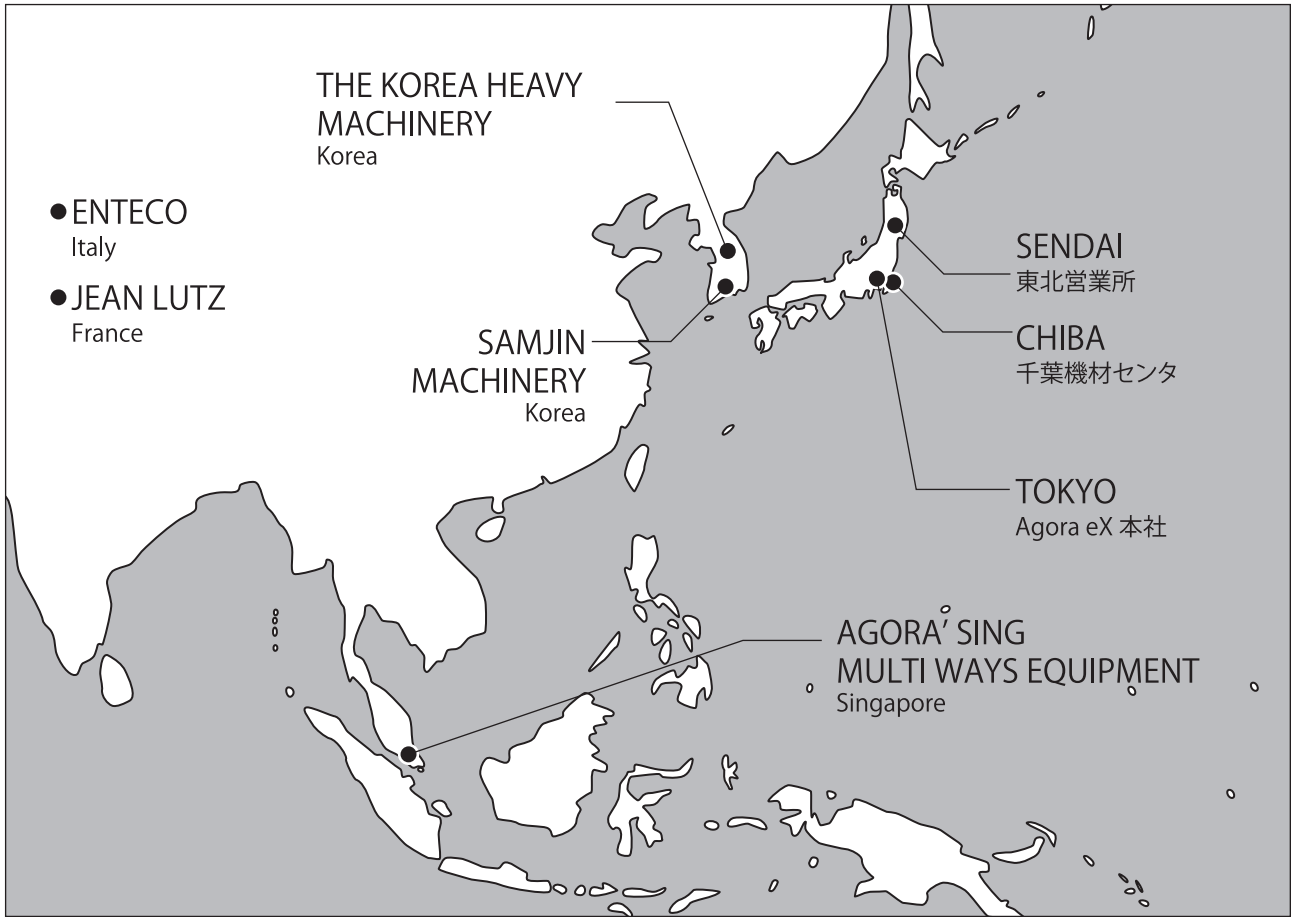 THE KOREA HEAVY
MACHINERY
Korea
ENTECO
Italy
JEAN LUTZ
France
SAMJIN
MACHINERY
Korea
SENDAI
東北営業所
CHIBA
千葉機材センタ
TOKYO
Agora eX 本社
AGORA’ SING
MULTI WAYS EQUIPMENT
Singapore